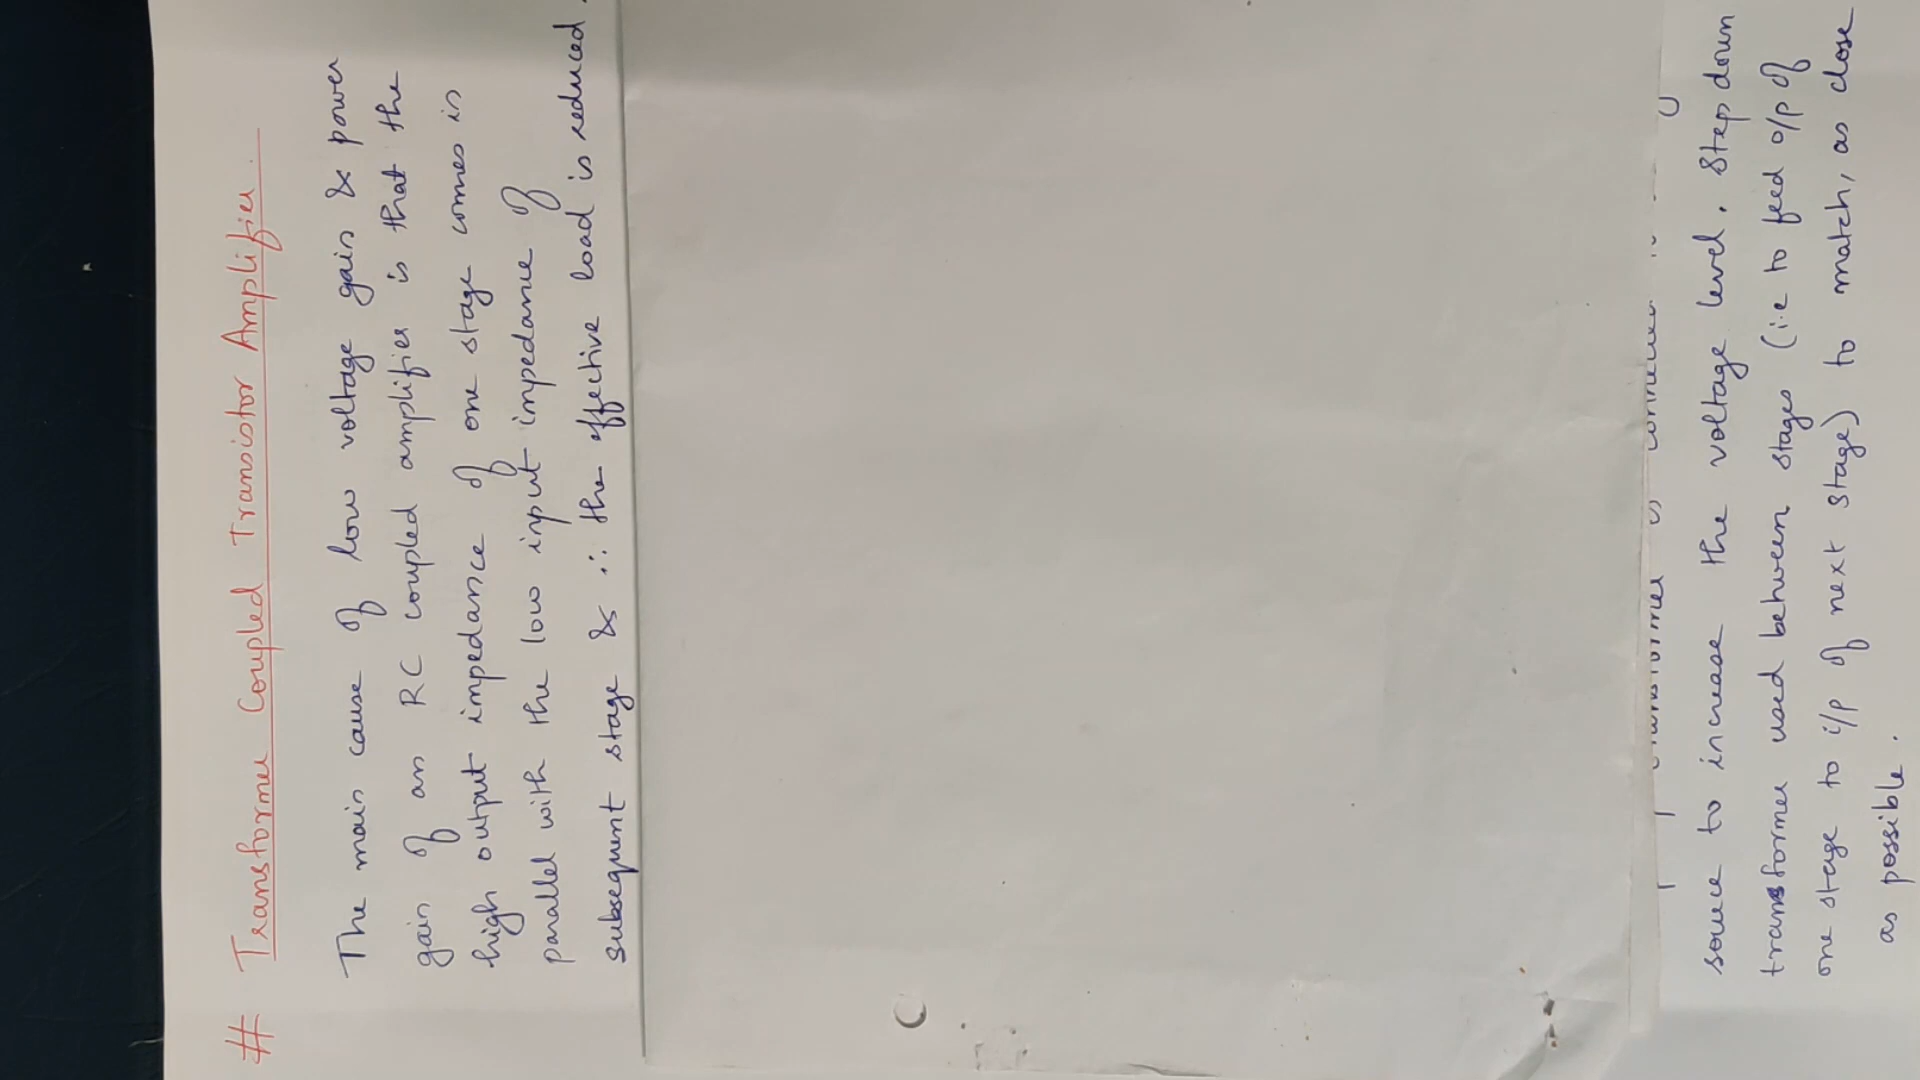 # Transformer Coupled Transistor Amplifier.
The main cause of low voltage gain & power
gain of an RC coupled amplifier is that the
high output impedance of one stage comes in
parallel with the low input impedance of
subsequent stage & ∴ the effective load is reduced.
transformer is
source to increase the voltage level. Step down
transformer used between stages (i.e to feed o/p of
one stage to i/p of next stage) to match, as close
as possible.